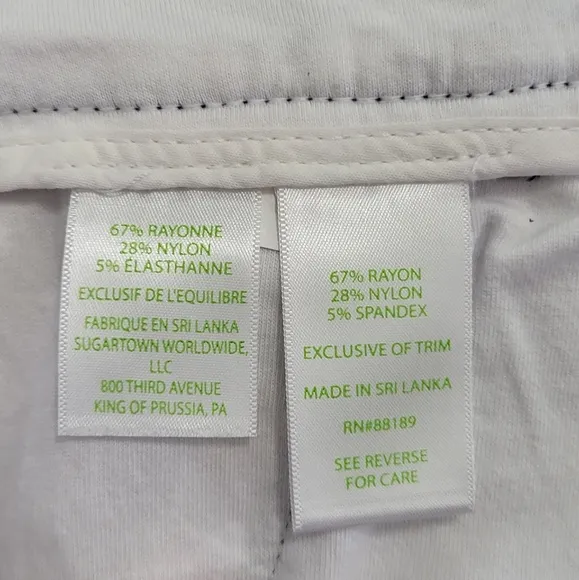 67% RAYONNE
28% NYLON
5% ÉLASTHANNE
EXCLUSIF DE L'EQUILIBRE
FABRIQUE EN SRI LANKA
SUGARTOWN WORLDWIDE,
LLC
800 THIRD AVENUE
KING OF PRUSSIA, PA
67% RAYON
28% NYLON
5% SPANDEX
EXCLUSIVE OF TRIM
MADE IN SRI LANKA
RN#88189
SEE REVERSE
FOR CARE